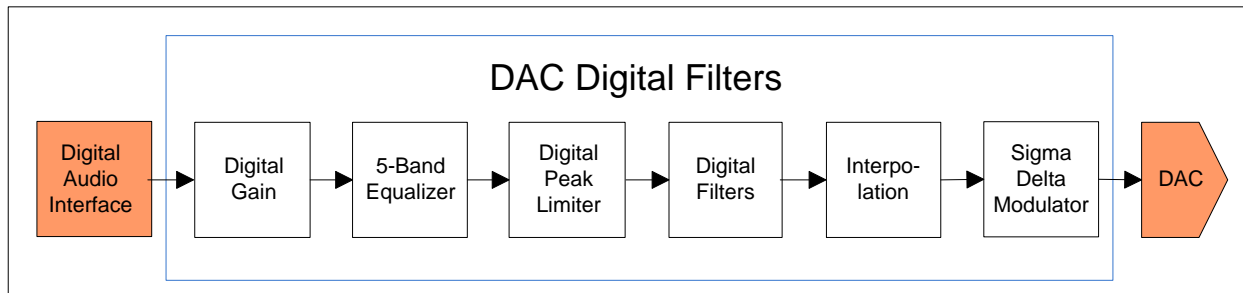 DAC Digital Filters
Digital
Audio
Interface
Digital
Gain
5-Band
Equalizer
Digital
Peak
Limiter
Digital
Filters
Interpo-
lation
Sigma
Delta
Modulator
DAC